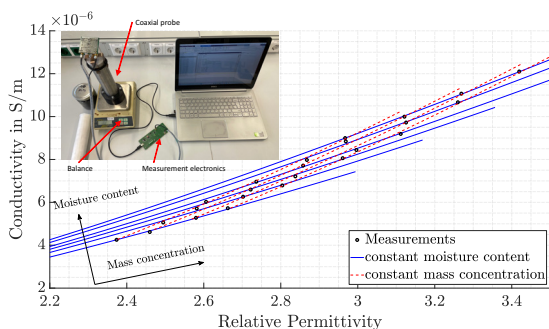 ×10⁻⁶
14
12
10
8
6
4
2
Conductivity in S/m
Coaxial probe
Balance
Measurement electronics
Moisture content
Mass concentration
Measurements
constant moisture content
constant mass concentration
2.2 2.4 2.6 2.8 3 3.2 3.4
Relative Permittivity